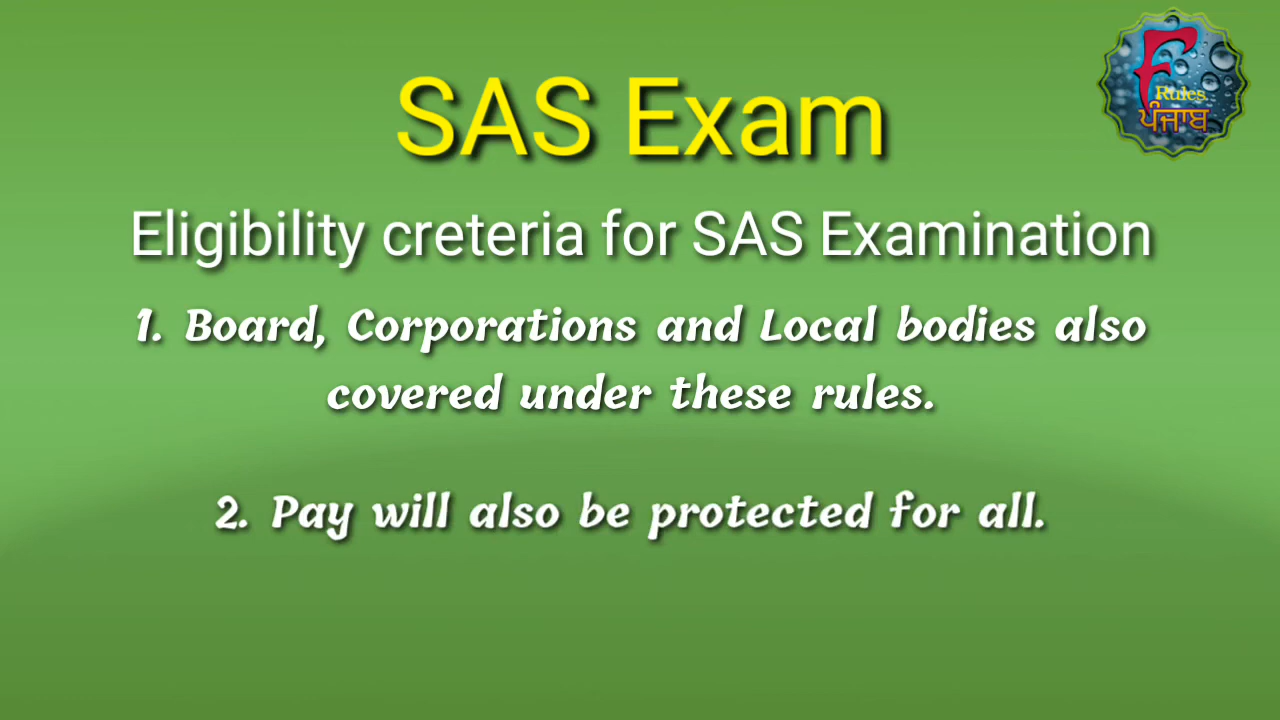 SAS Exam
F
Rules
ਪੰਜਾਬ
Eligibility creteria for SAS Examination
1. Board, Corporations and Local bodies also
covered under these rules.
2. Pay will also be protected for all.